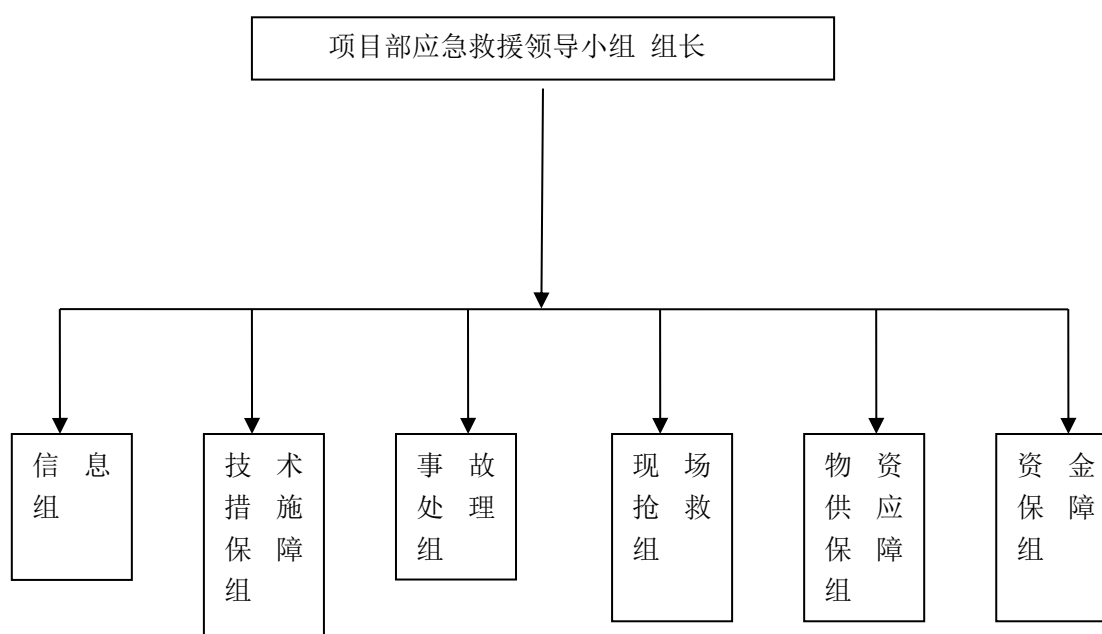 项目部应急救援领导小组 组长
信息
组
技术
措施
保障
组
事故
处理
组
现场
抢救
组
物资
供应
保障
组
资金
保障
组